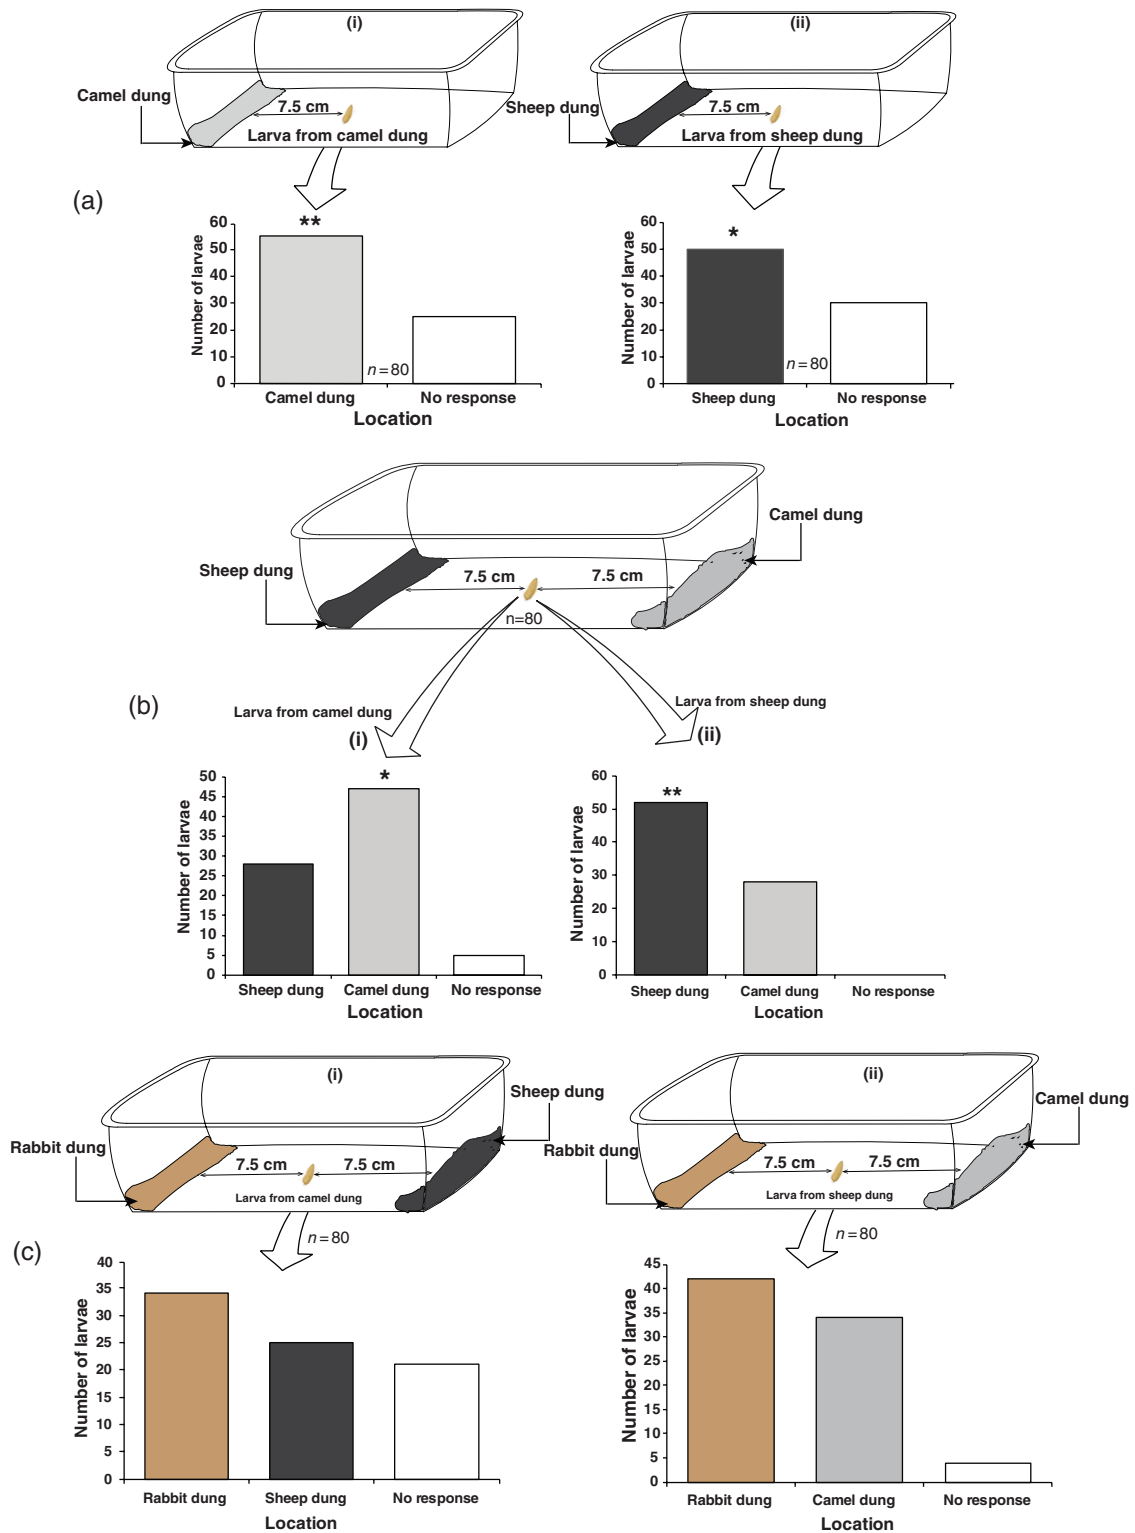 (i)
(ii)
Camel dung
7.5 cm
Larva from camel dung
Sheep dung
7.5 cm
Larva from sheep dung
(a)
Number of larvae
60
50
40
30
20
10
0
**
n=80
Camel dung
No response
Location
Number of larvae
60
50
40
30
20
10
0
*
n=80
Sheep dung
No response
Location
Camel dung
Sheep dung
7.5 cm
7.5 cm
n=80
(b)
Larva from camel dung
(i)
Larva from sheep dung
(ii)
Number of larvae
50
45
40
35
30
25
20
15
10
5
0
*
Sheep dung
Camel dung
No response
Location
Number of larvae
60
50
40
30
20
10
0
**
Sheep dung
Camel dung
No response
Location
(i)
Sheep dung
Rabbit dung
7.5 cm
7.5 cm
Larva from camel dung
n=80
(ii)
Camel dung
Rabbit dung
7.5 cm
7.5 cm
Larva from sheep dung
n=80
(c)
Number of larvae
40
35
30
25
20
15
10
5
0
Rabbit dung
Sheep dung
No response
Location
Number of larvae
45
40
35
30
25
20
15
10
5
0
Rabbit dung
Camel dung
No response
Location